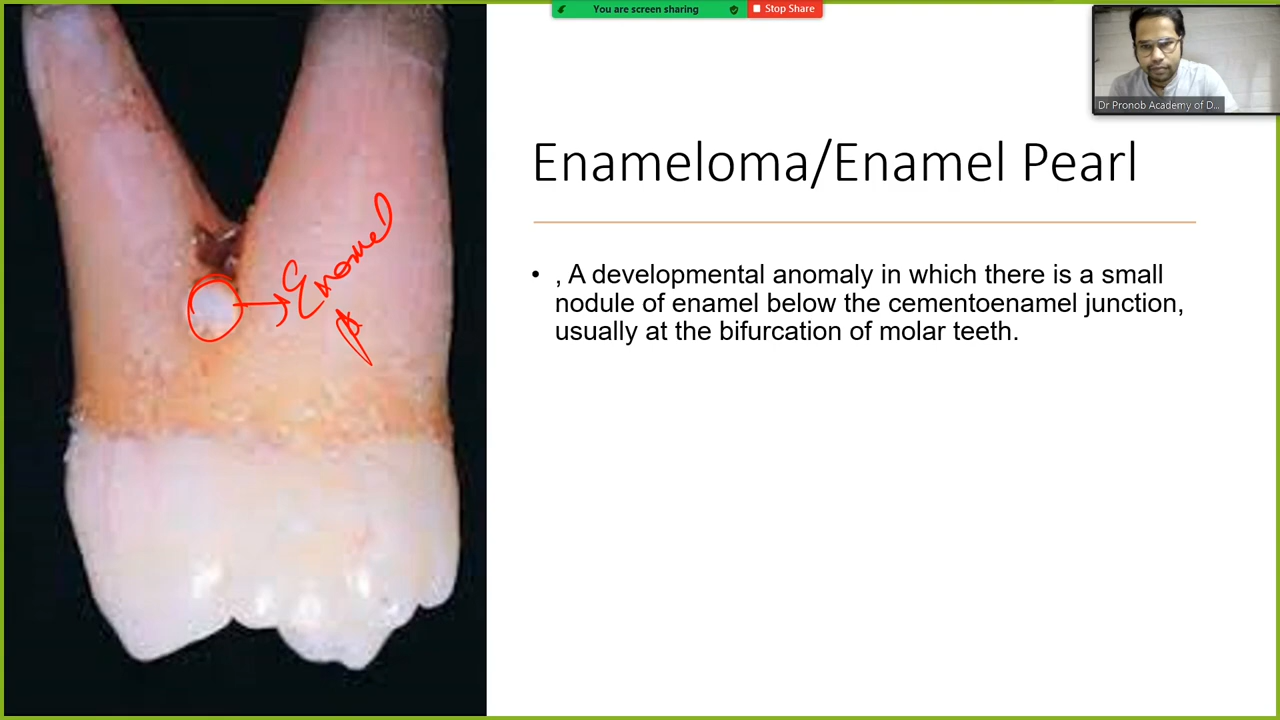 You are screen sharing
Stop Share
Dr Pronob Academy of D...
Enameloma/Enamel Pearl
• , A developmental anomaly in which there is a small
nodule of enamel below the cementoenamel junction,
usually at the bifurcation of molar teeth.
Enamel